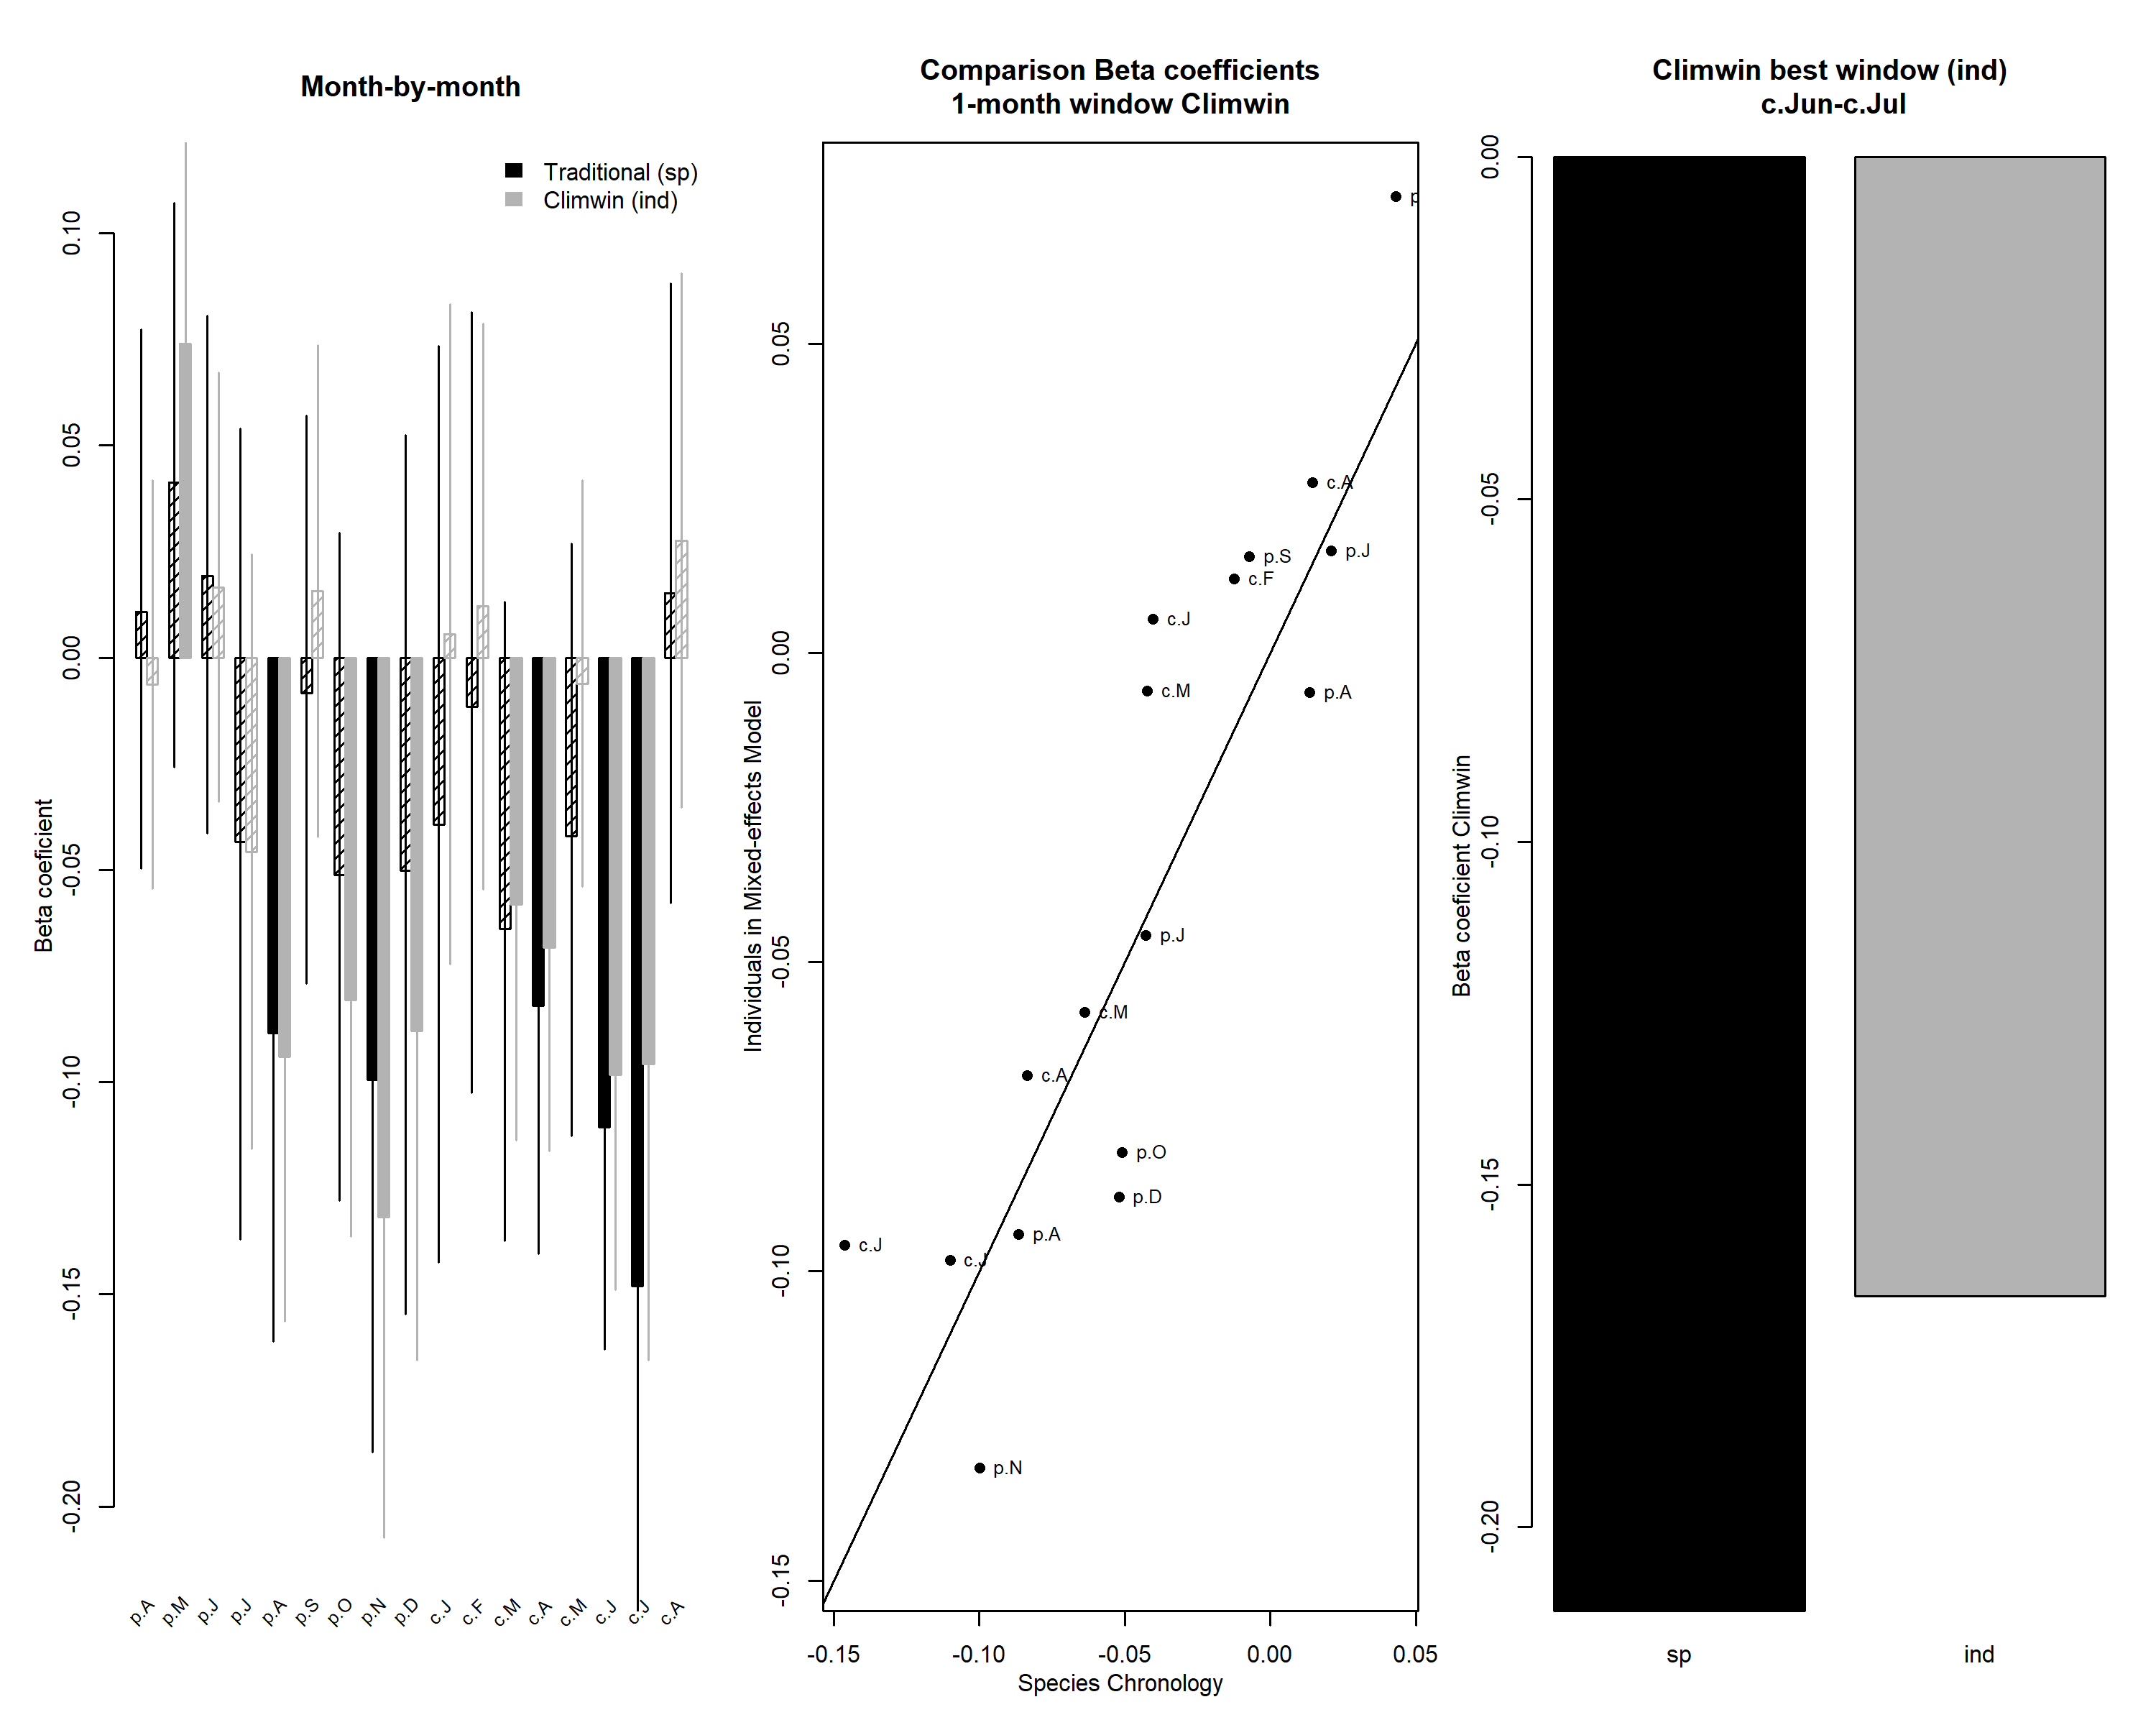 Month-by-month
Traditional (sp)
Climwin (ind)
Beta coeficient
0.10
0.05
0.00
-0.05
-0.10
-0.15
-0.20
p.A
p.M
p.J
p.J
p.A
p.S
p.O
p.N
p.D
c.J
c.F
c.M
c.A
c.M
c.J
c.J
c.A
Comparison Beta coefficients
1-month window Climwin
Individuals in Mixed-effects Model
0.05
0.00
-0.05
-0.10
-0.15
p
c.A
p.J
p.S
c.F
c.J
c.M
p.A
p.J
c.M
c.A
p.O
p.D
p.A
c.J
c.J
p.N
-0.15
-0.10
-0.05
0.00
0.05
Species Chronology
Climwin best window (ind)
c.Jun-c.Jul
Beta coeficient Climwin
0.00
-0.05
-0.10
-0.15
-0.20
sp
ind